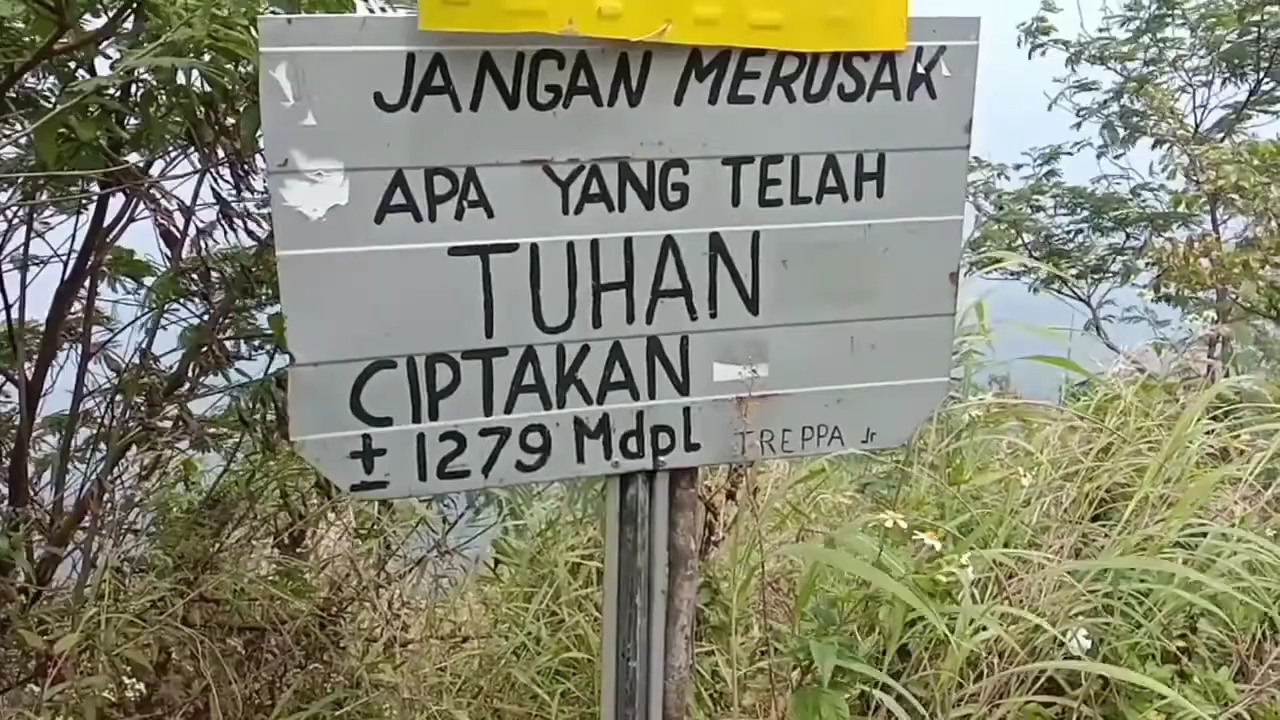 JANGAN MERUSAK
APA YANG TELAH
TUHAN
CIPTAKAN
± 1279 Mdpl
TREPPA Jr